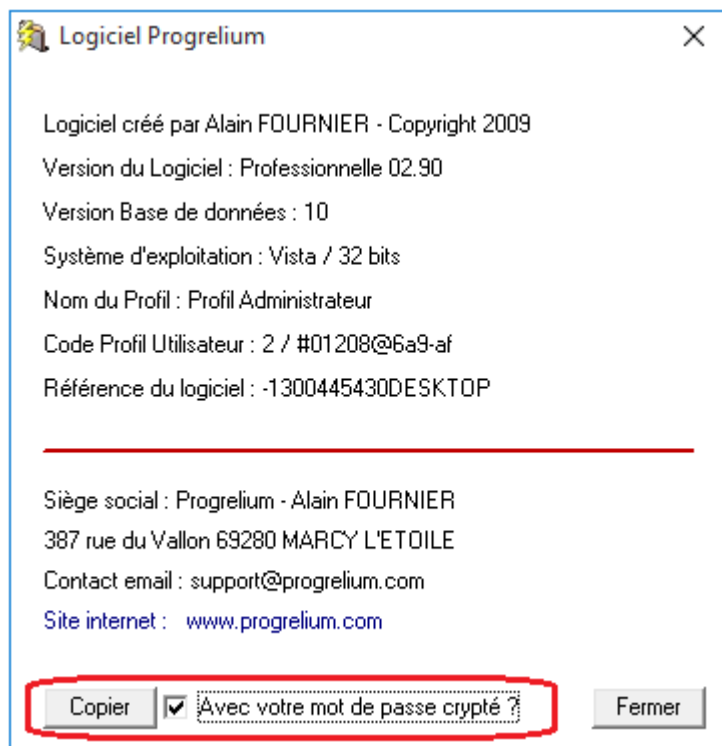 Logiciel Progrelium
Logiciel créé par Alain FOURNIER - Copyright 2009
Version du Logiciel : Professionnelle 02.90
Version Base de données : 10
Système d'exploitation : Vista / 32 bits
Nom du Profil : Profil Administrateur
Code Profil Utilisateur : 2 / #01208@6a9-af
Référence du logiciel : -1300445430DESKTOP
Siège social : Progrelium - Alain FOURNIER
387 rue du Vallon 69280 MARCY L'ETOILE
Contact email : support@progrelium.com
Site internet : www.progrelium.com
Copier Avec votre mot de passe crypté ? Fermer